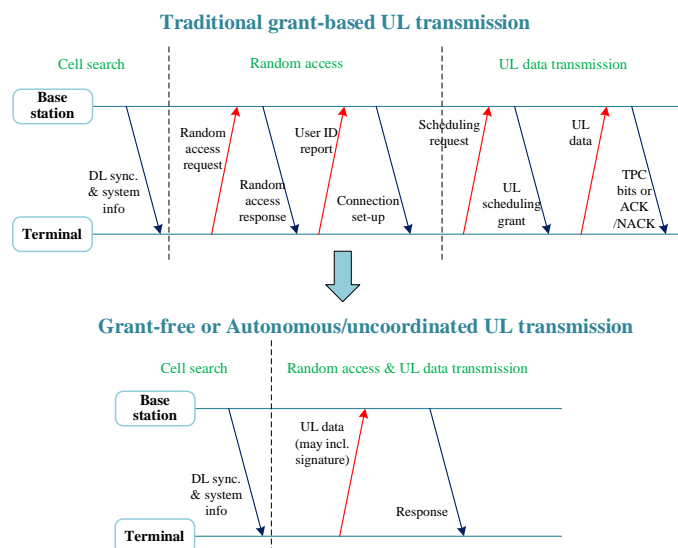 Traditional grant-based UL transmission
Cell search
Random access
UL data transmission
Base
station
Random
access
request
User ID
report
Scheduling
request
UL
data
DL sync.
& system
info
Random
access
response
Connection
set-up
UL
scheduling
grant
TPC
bits or
ACK
/NACK
Terminal
Grant-free or Autonomous/uncoordinated UL transmission
Cell search
Random access & UL data transmission
Base
station
UL data
(may incl.
signature)
DL sync.
& system
info
Response
Terminal